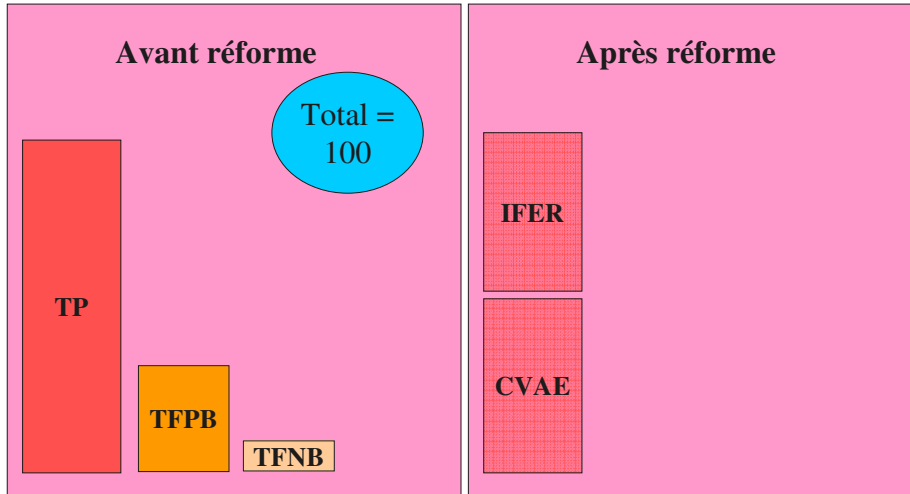 Avant réforme
Total =
100
TP
TFPB
TFNB
Après réforme
IFER
CVAE